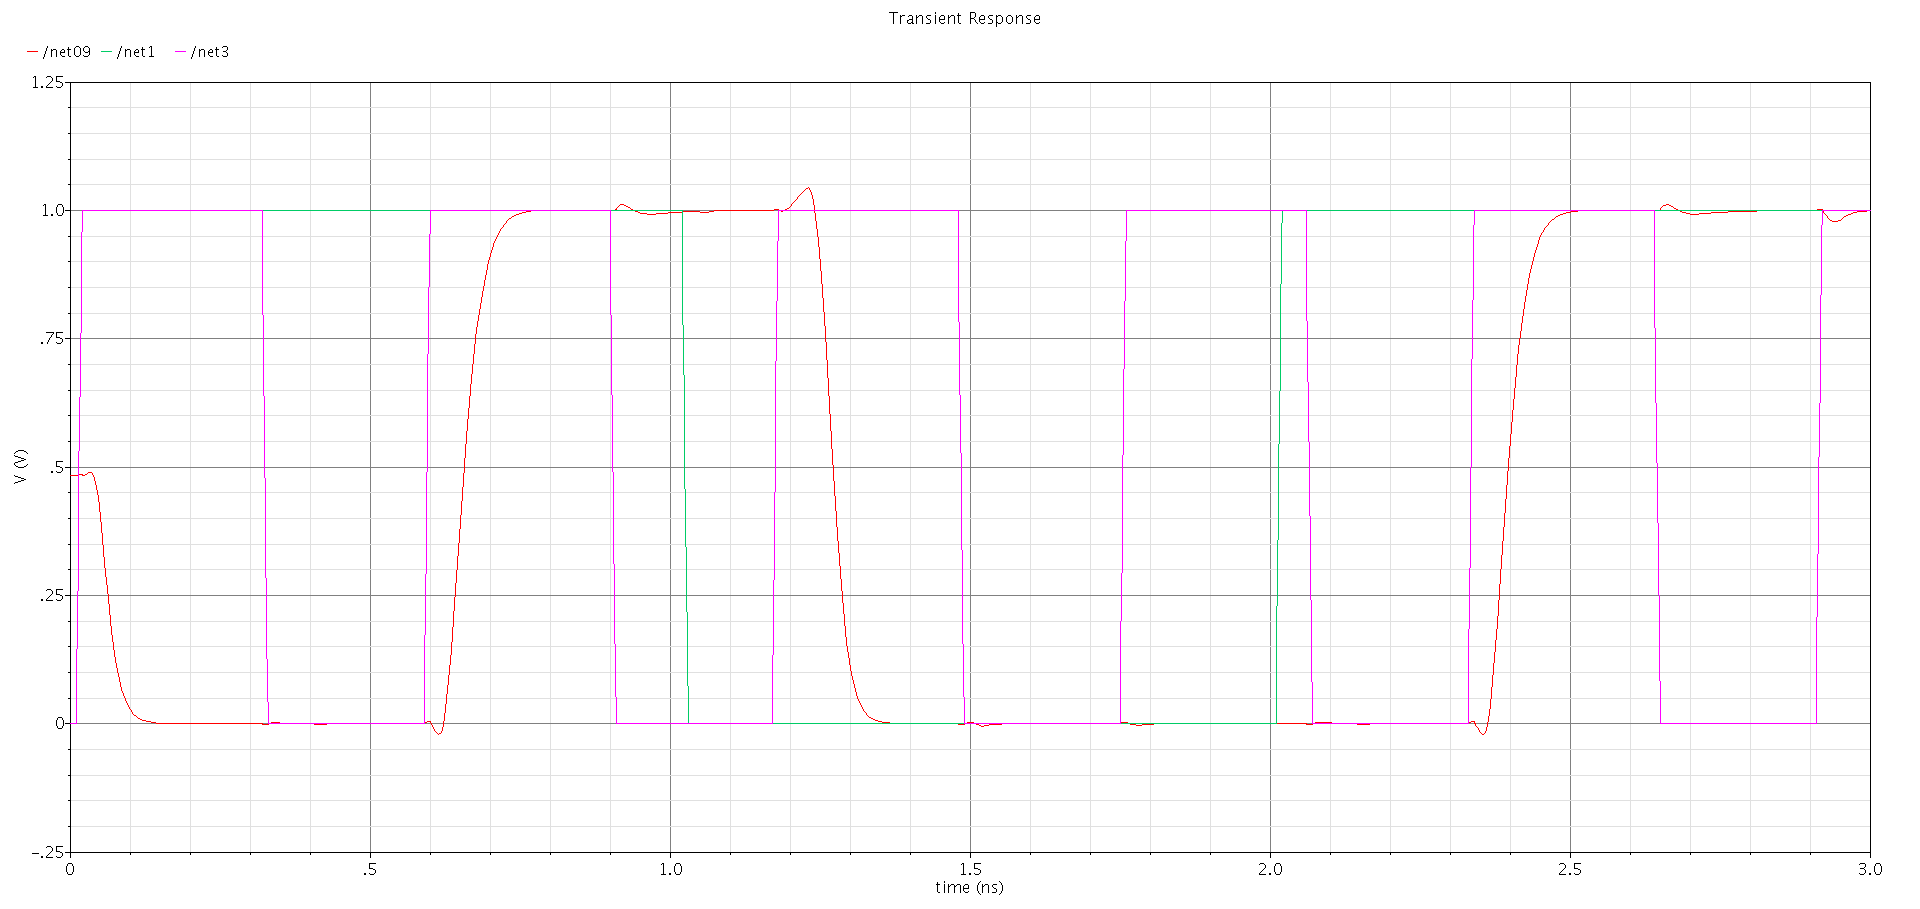 Transient Response
/net09 /net1 /net3
1.25
1.0
.75
.5
.25
0
-.25
V (V)
0 .5 1.0 1.5 2.0 2.5 3.0
time (ns)